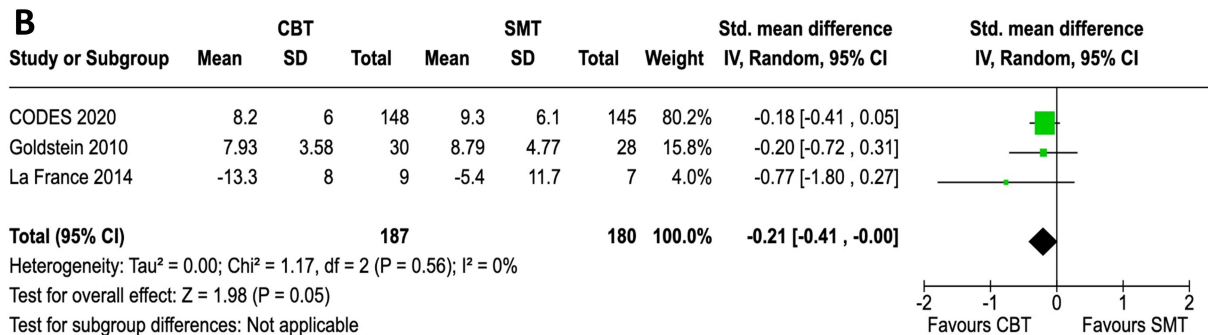 B
CBT SMT Std. mean difference Std. mean difference
Study or Subgroup Mean SD Total Mean SD Total Weight IV, Random, 95% CI IV, Random, 95% CI
CODES 2020 8.2 6 148 9.3 6.1 145 80.2% -0.18 [-0.41 , 0.05]
Goldstein 2010 7.93 3.58 30 8.79 4.77 28 15.8% -0.20 [-0.72 , 0.31]
La France 2014 -13.3 8 9 -5.4 11.7 7 4.0% -0.77 [-1.80 , 0.27]
Total (95% CI) 187 180 100.0% -0.21 [-0.41 , -0.00]
Heterogeneity: Tau² = 0.00; Chi² = 1.17, df = 2 (P = 0.56); I² = 0%
Test for overall effect: Z = 1.98 (P = 0.05)
Test for subgroup differences: Not applicable
-2 -1 0 1 2
Favours CBT Favours SMT